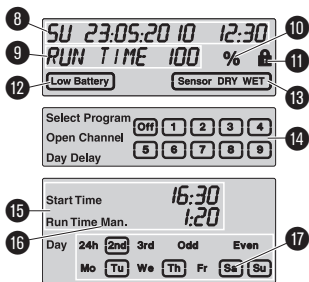 8 SU 23:05:20 10 12:30 10
9 RUN TIME 100 % 11
12 Low Battery Sensor DRY WET 13
Select Program Off 1 2 3 4
Open Channel 14
Day Delay 5 6 7 8 9
15 Start Time 16:30
16 Run Time Man. 1:20
Day 24h 2nd 3rd Odd Even 17
Mo Tu We Th Fr Sa Su